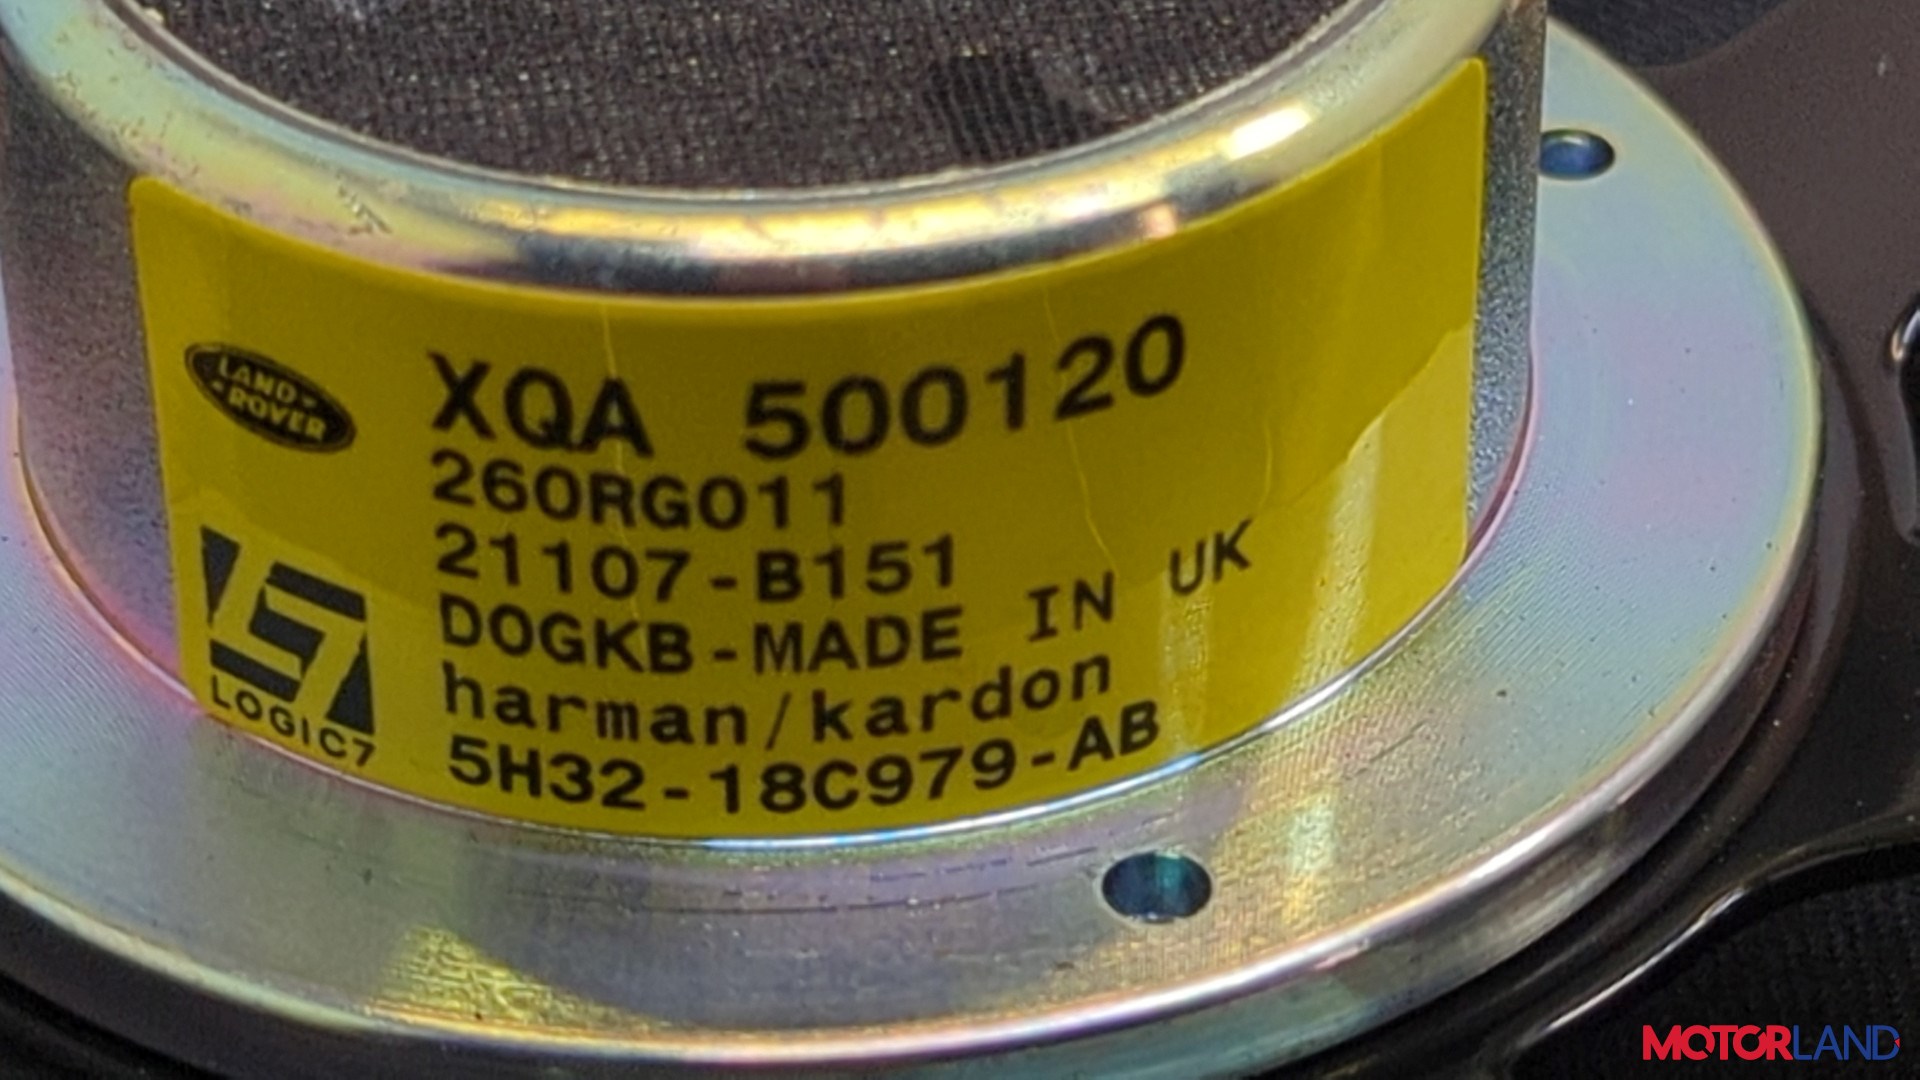 LAND-
-ROVER
XQA 500120
260RG011
21107-B151
DOGKB-MADE IN UK
harman/kardon
5H32-18C979-AB
LOGIC7
MOTORLAND